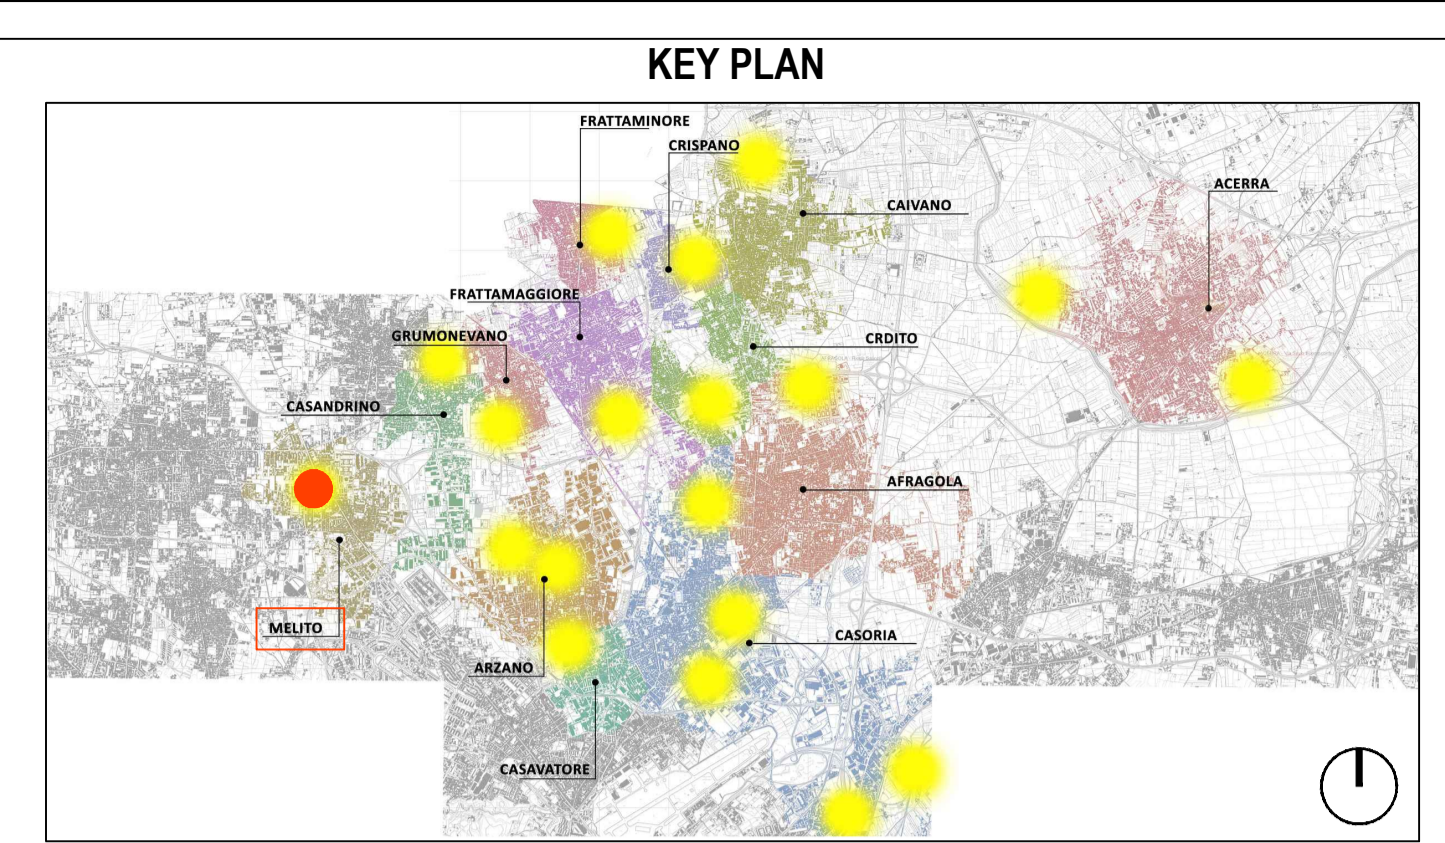 KEY PLAN
FRATTAMINORE
CRISPANO
ACERRA
CAIVANO
FRATTAMAGGIORE
GRUMONEVANO
CRDITO
CASANDRINO
AFRAGOLA
MELITO
CASORIA
ARZANO
CASAVATORE